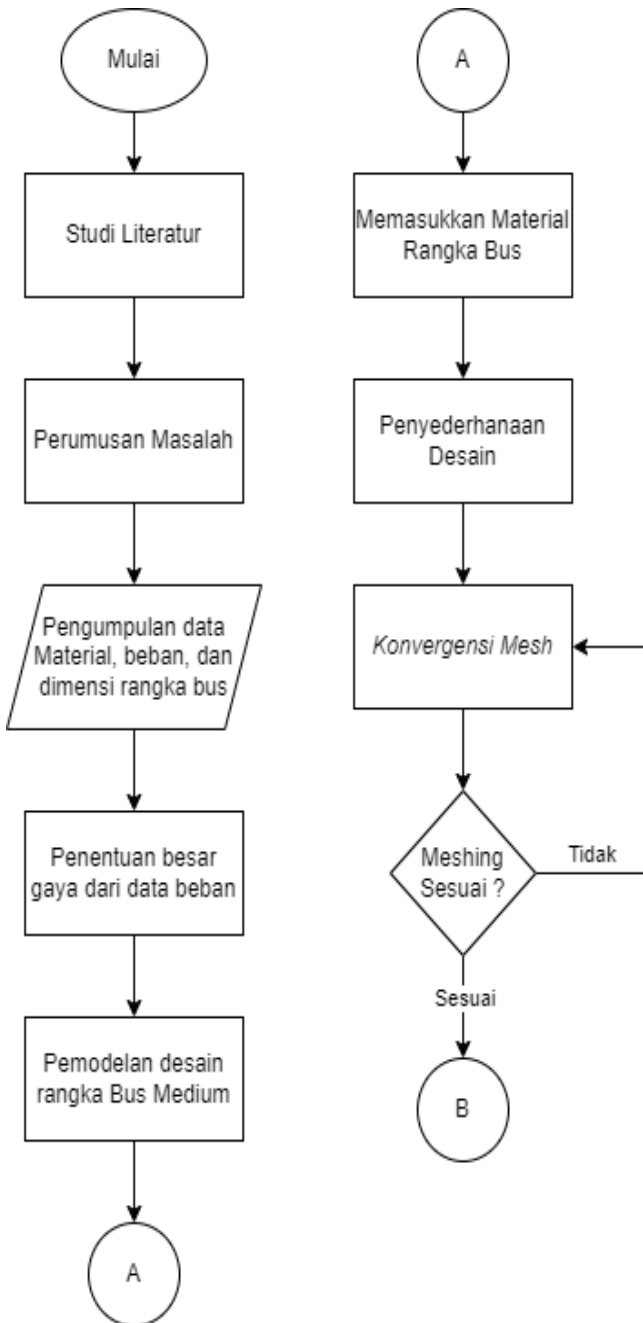 Mulai
Studi Literatur
Perumusan Masalah
Pengumpulan data
Material, beban, dan
dimensi rangka bus
Penentuan besar
gaya dari data beban
Pemodelan desain
rangka Bus Medium
A
A
Memasukkan Material
Rangka Bus
Penyederhanaan
Desain
Konvergensi Mesh
Meshing
Sesuai ?
Tidak
Sesuai
B